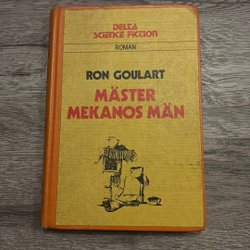 DELTA
SCIENCE FICTION
ROMAN
RON GOULART
MÄSTER
MEKANOS MÄN